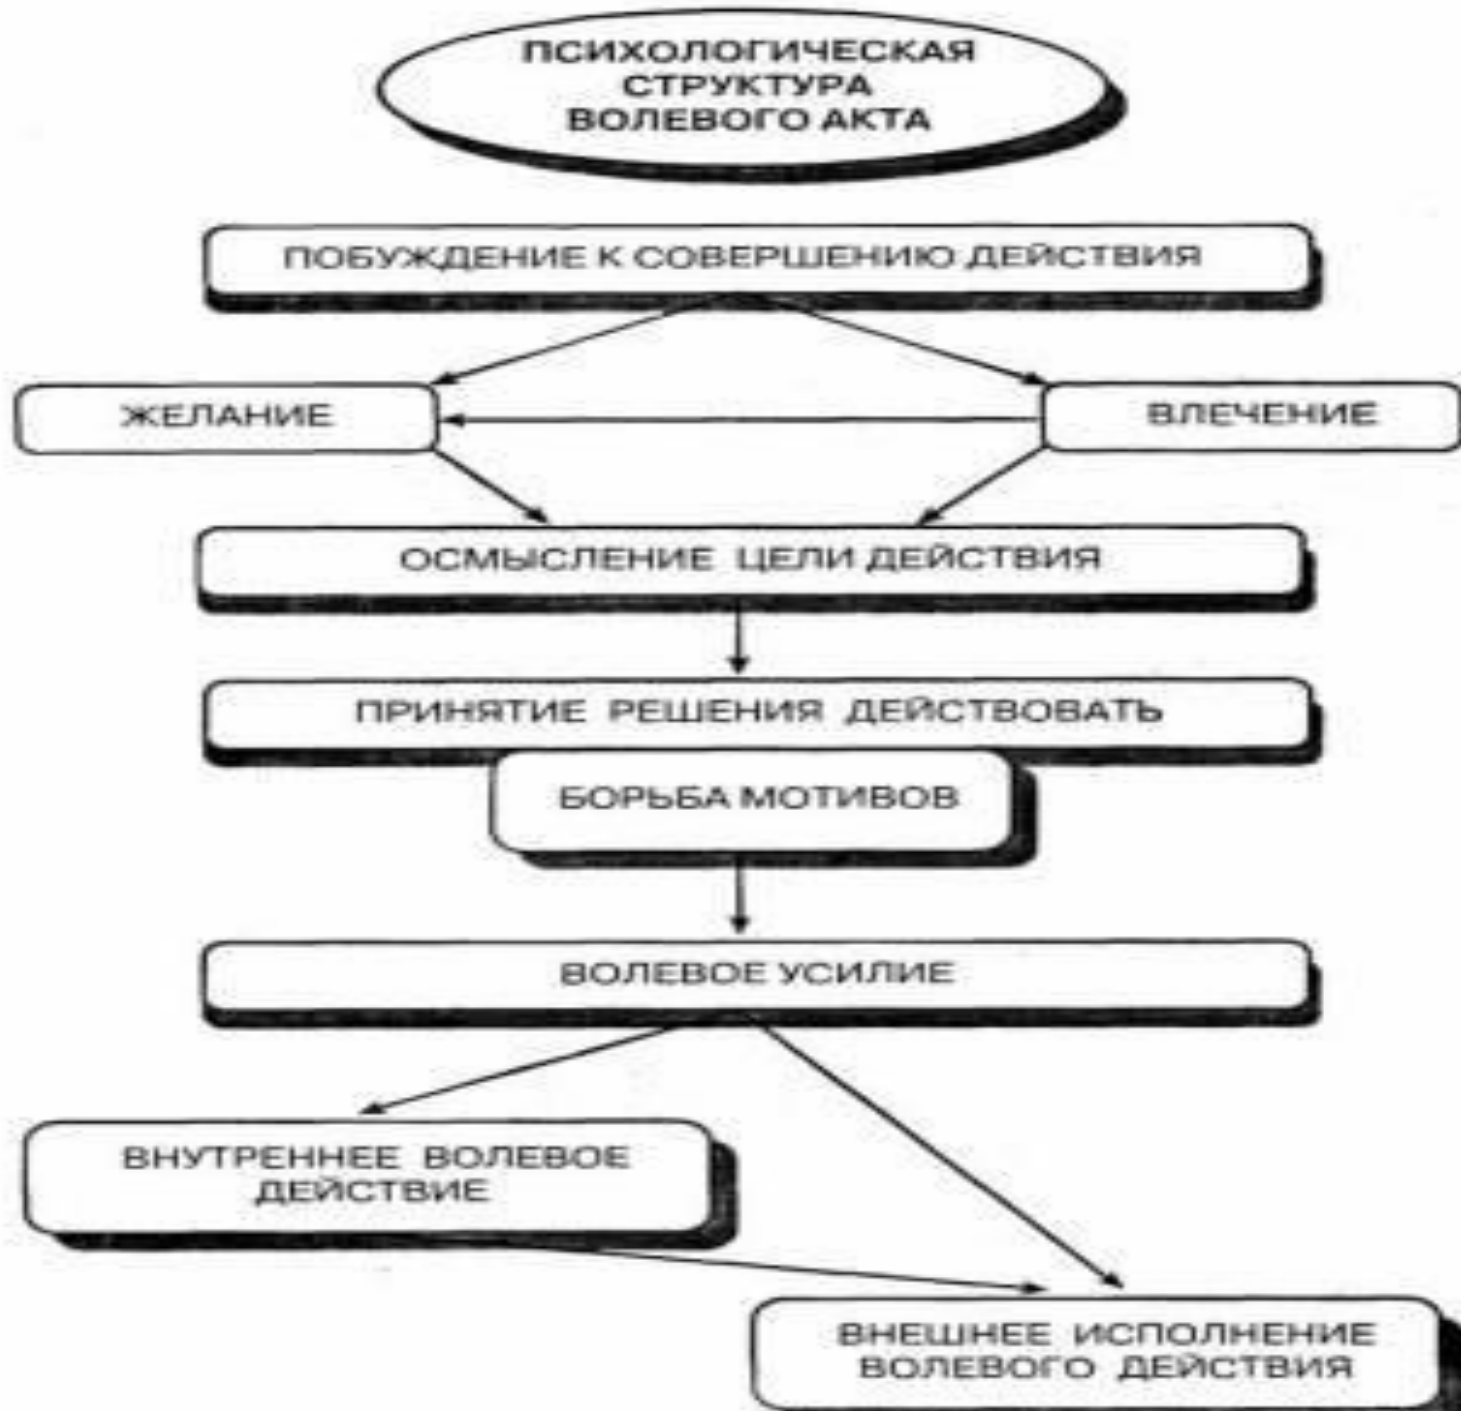 ПСИХОЛОГИЧЕСКАЯ
СТРУКТУРА
ВОЛЕВОГО АКТА
ПОБУЖДЕНИЕ К СОВЕРШЕНИЮ ДЕЙСТВИЯ
ЖЕЛАНИЕ
ВЛЕЧЕНИЕ
ОСМЫСЛЕНИЕ ЦЕЛИ ДЕЙСТВИЯ
ПРИНЯТИЕ РЕШЕНИЯ ДЕЙСТВОВАТЬ
БОРЬБА МОТИВОВ
ВОЛЕВОЕ УСИЛИЕ
ВНУТРЕННЕЕ ВОЛЕВОЕ
ДЕЙСТВИЕ
ВНЕШНЕЕ ИСПОЛНЕНИЕ
ВОЛЕВОГО ДЕЙСТВИЯ